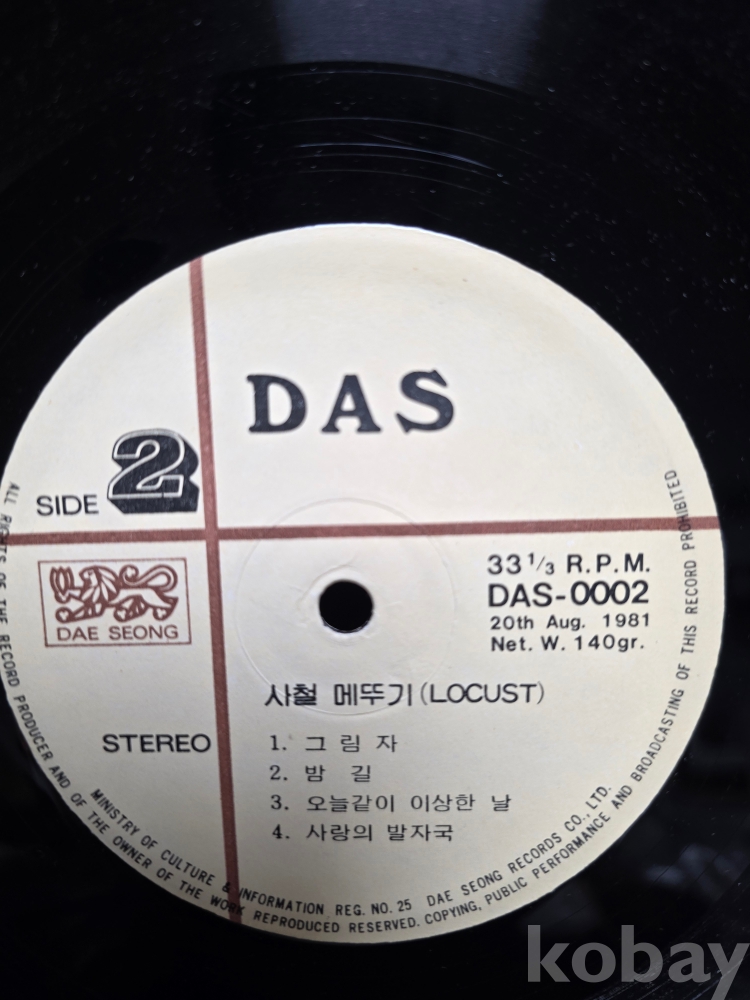 DAS
SIDE 2
DAE SEONG
STEREO
33 1/3 R.P.M.
DAS-0002
20th Aug. 1981
Net. W. 140gr.
사철 메뚜기(LOCUST)
1. 그 림 자
2. 밤 길
3. 오늘같이 이상한 날
4. 사랑의 발자국
MINISTRY OF CULTURE & INFORMATION. REG. NO. 25 DAE SEONG RECORDS CO., LTD.
ALL RIGHTS OF THE RECORD PRODUCER AND OF THE OWNER OF THE WORK REPRODUCED RESERVED. COPYING, PUBLIC PERFORMANCE AND BROADCASTING OF THIS RECORD PROHIBITED
kobay